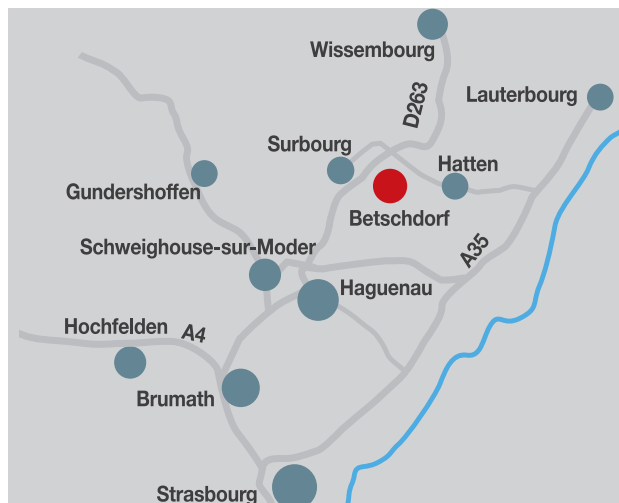 Wissembourg
D263
Lauterbourg
Surbourg
Hatten
Gundershoffen
Betschdorf
Schweighouse-sur-Moder
A35
Haguenau
Hochfelden
A4
Brumath
Strasbourg